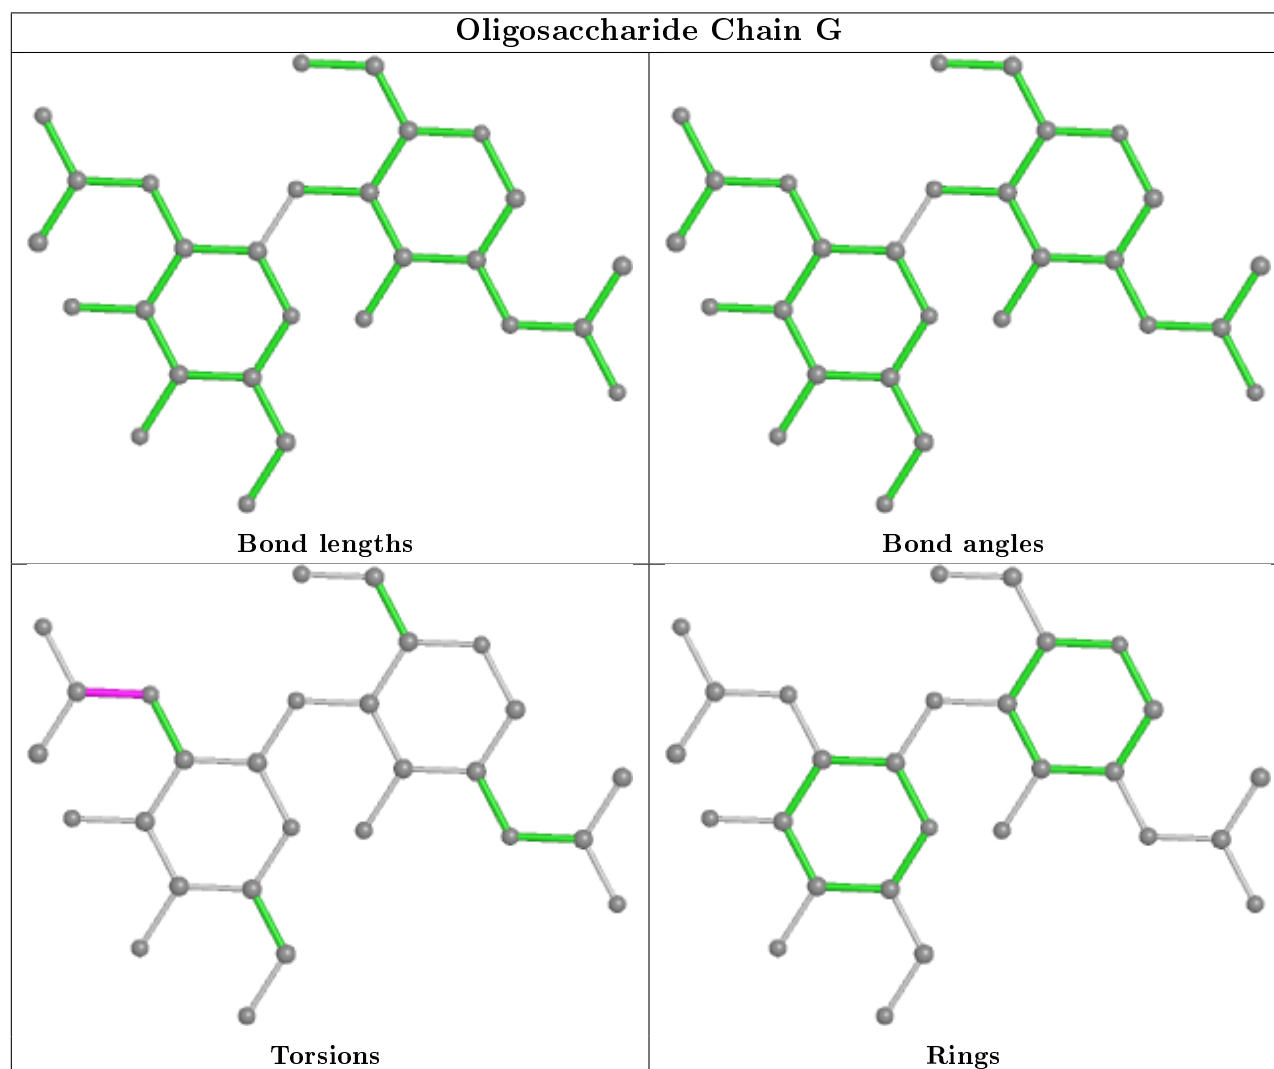 Oligosaccharide Chain G
Bond lengths
Bond angles
Torsions
Rings